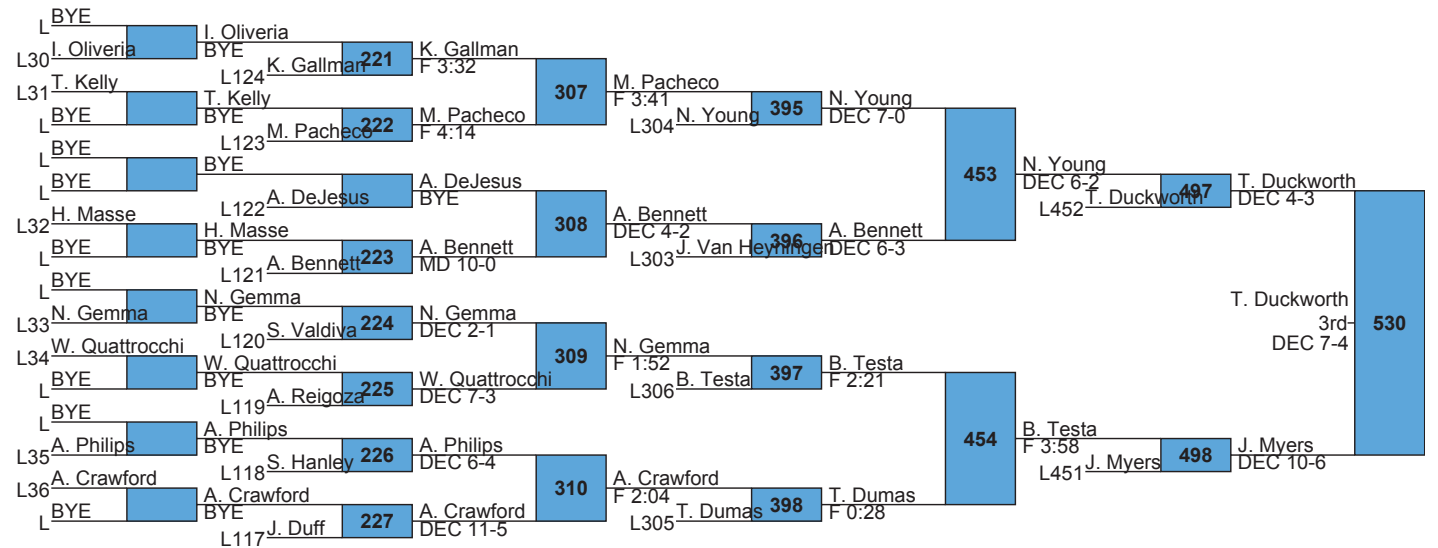 BYE
L
I. Oliveria
L30
T. Kelly
L31
BYE
L
BYE
L
BYE
L
H. Masse
L32
BYE
L
BYE
L
N. Gemma
L33
W. Quattrocchi
L34
BYE
L
BYE
L
A. Philips
L35
A. Crawford
L36
BYE
L
I. Oliveria
BYE
L124
K. Gallman
221
T. Kelly
BYE
L123
M. Pacheco
222
BYE
L122
A. DeJesus
H. Masse
BYE
L121
A. Bennett
223
N. Gemma
BYE
L120
S. Valdiva
224
W. Quattrocchi
BYE
L119
A. Reigoza
225
A. Philips
BYE
L118
S. Hanley
226
A. Crawford
BYE
L117
J. Duff
227
K. Gallman
F 3:32
307
M. Pacheco
F 4:14
A. DeJesus
BYE
308
A. Bennett
MD 10-0
N. Gemma
DEC 2-1
309
W. Quattrocchi
DEC 7-3
A. Philips
DEC 6-4
310
A. Crawford
DEC 11-5
M. Pacheco
F 3:41
L304
N. Young
395
A. Bennett
DEC 4-2
L303
J. Van Heyningen
396
N. Gemma
F 1:52
L306
B. Testa
397
A. Crawford
F 2:04
L305
T. Dumas
398
N. Young
DEC 7-0
453
A. Bennett
DEC 6-3
B. Testa
F 2:21
454
T. Dumas
F 0:28
N. Young
DEC 6-2
L452
T. Duckworth
497
B. Testa
F 3:58
L451
J. Myers
498
T. Duckworth
DEC 4-3
530
J. Myers
DEC 10-6
T. Duckworth
3rd
DEC 7-4